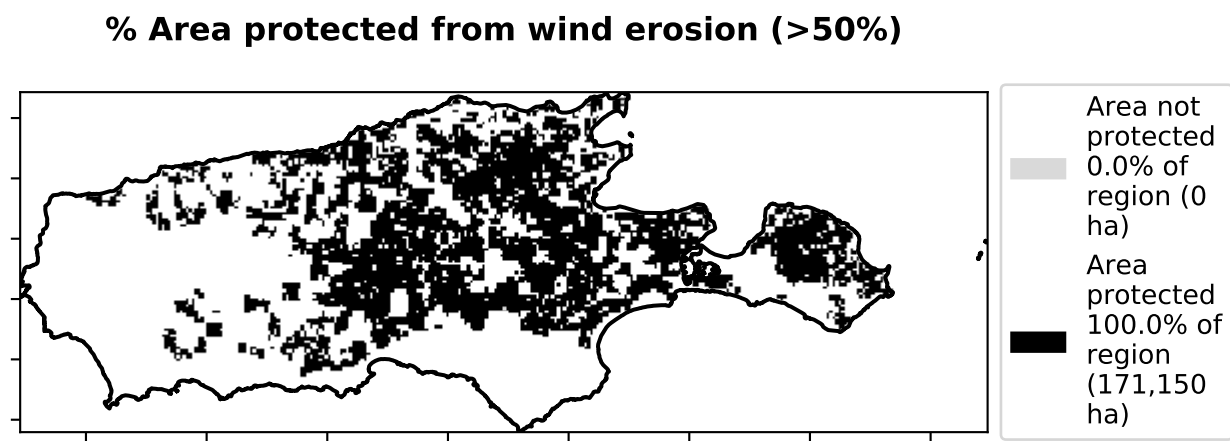 % Area protected from wind erosion (>50%)
Area not
protected
0.0% of
region (0
ha)
Area
protected
100.0% of
region
(171,150
ha)